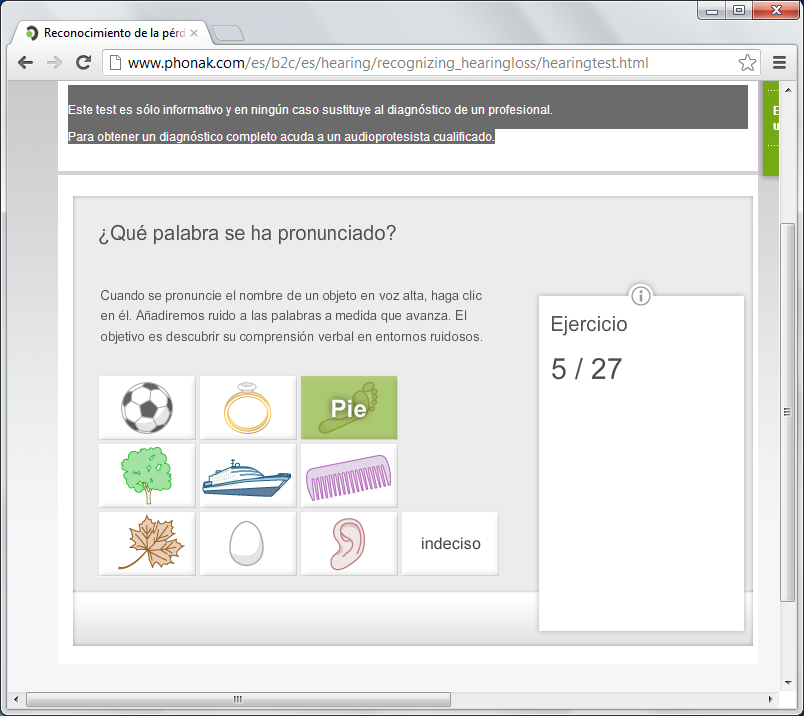 Reconocimiento de la pérd
www.phonak.com/es/b2c/es/hearing/recognizing_hearingloss/hearingtest.html
Este test es sólo informativo y en ningún caso sustituye al diagnóstico de un profesional.
Para obtener un diagnóstico completo acuda a un audioprotesista cualificado.
E
u
¿Qué palabra se ha pronunciado?
Cuando se pronuncie el nombre de un objeto en voz alta, haga clic
en él. Añadiremos ruido a las palabras a medida que avanza. El
objetivo es descubrir su comprensión verbal en entornos ruidosos.
Ejercicio
5 / 27
Pie
indeciso